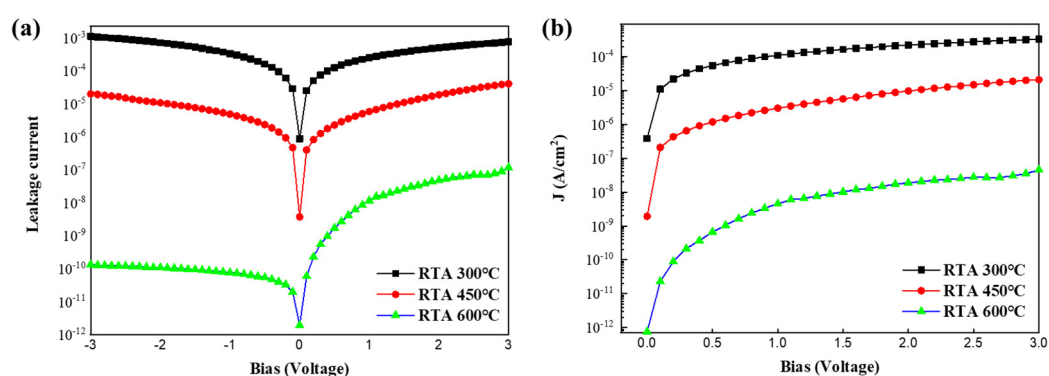 (a)
Leakage current
10⁻³
10⁻⁴
10⁻⁵
10⁻⁶
10⁻⁷
10⁻⁸
10⁻⁹
10⁻¹⁰
10⁻¹¹
10⁻¹²
-3 -2 -1 0 1 2 3
Bias (Voltage)
RTA 300°C
RTA 450°C
RTA 600°C
(b)
J (A/cm²)
10⁻⁴
10⁻⁵
10⁻⁶
10⁻⁷
10⁻⁸
10⁻⁹
10⁻¹⁰
10⁻¹¹
10⁻¹²
0.0 0.5 1.0 1.5 2.0 2.5 3.0
Bias (Voltage)
RTA 300°C
RTA 450°C
RTA 600°C